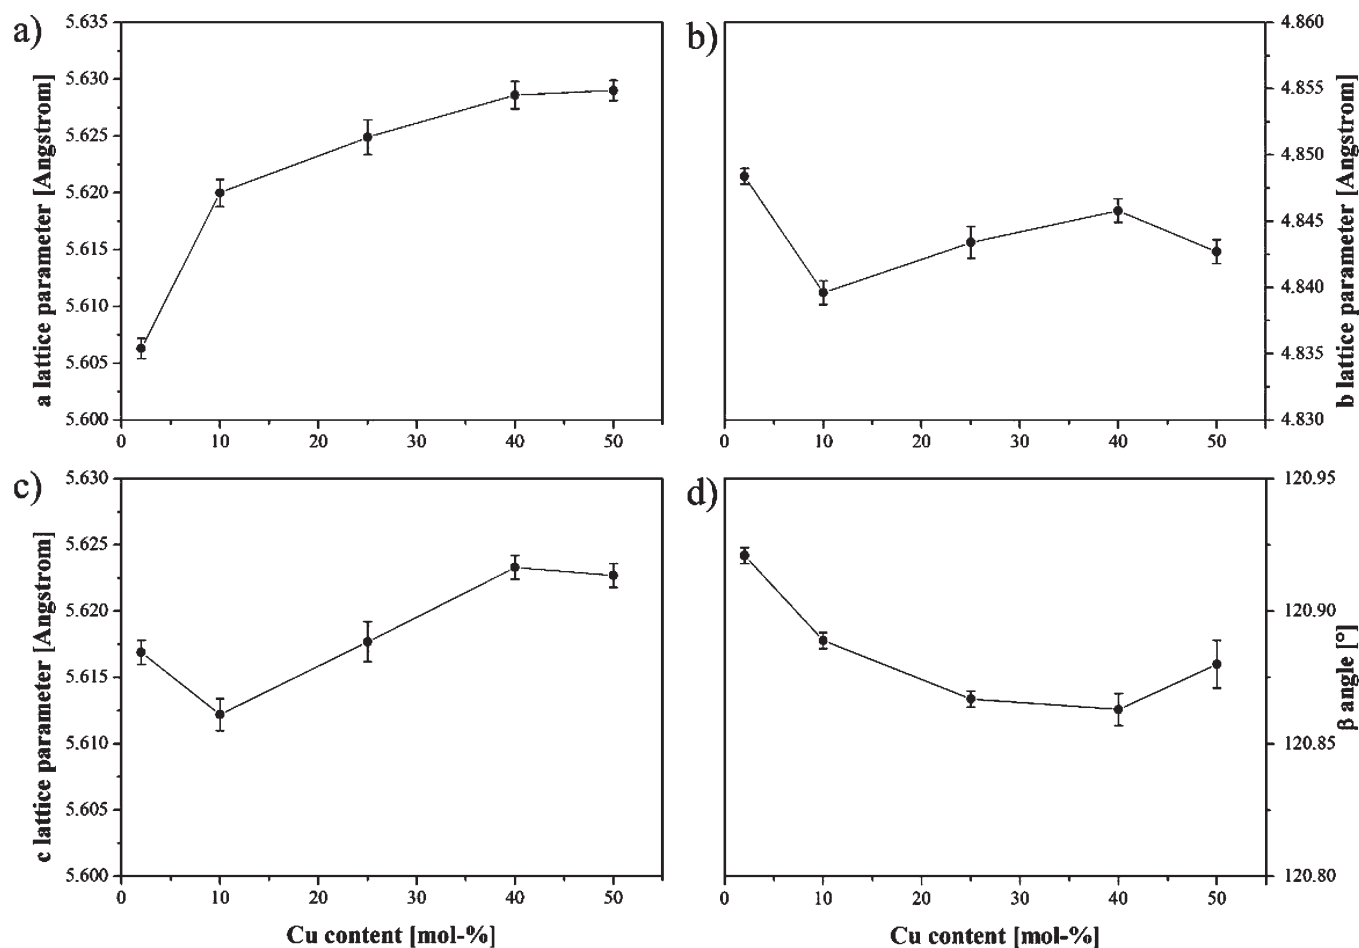 a)
a lattice parameter [Angstrom]
5.635
5.630
5.625
5.620
5.615
5.610
5.605
5.600
0 10 20 30 40 50
b)
4.860
4.855
4.850
4.845
4.840
4.835
4.830
b lattice parameter [Angstrom]
0 10 20 30 40 50
c)
c lattice parameter [Angstrom]
5.630
5.625
5.620
5.615
5.610
5.605
5.600
0 10 20 30 40 50
Cu content [mol-%]
d)
120.95
120.90
120.85
120.80
β angle [°]
0 10 20 30 40 50
Cu content [mol-%]